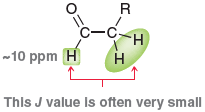 O R
C C
~10 ppm H H
H
This J value is often very small